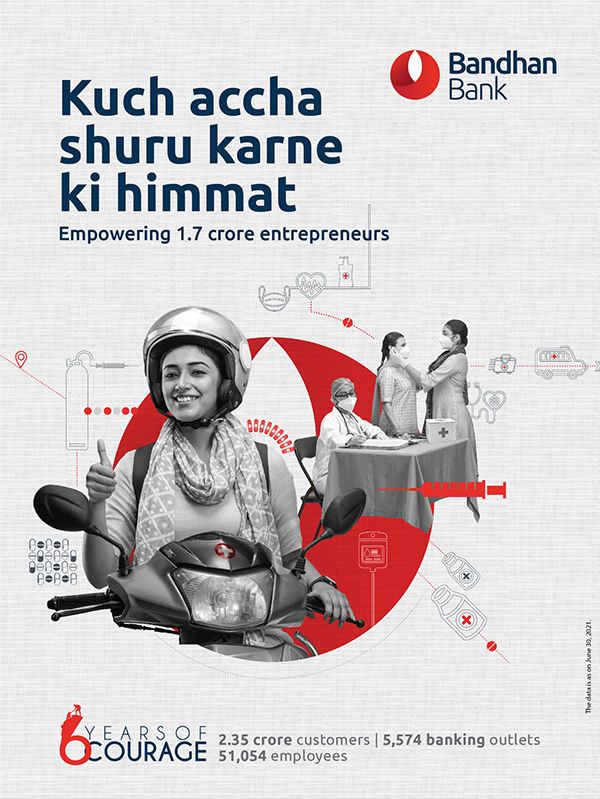 Bandhan
Bank
Kuch accha
shuru karne
ki himmat
Empowering 1.7 crore entrepreneurs
The data is as on June 30, 2021.
6 YEARS OF
COURAGE
2.35 crore customers | 5,574 banking outlets
51,054 employees